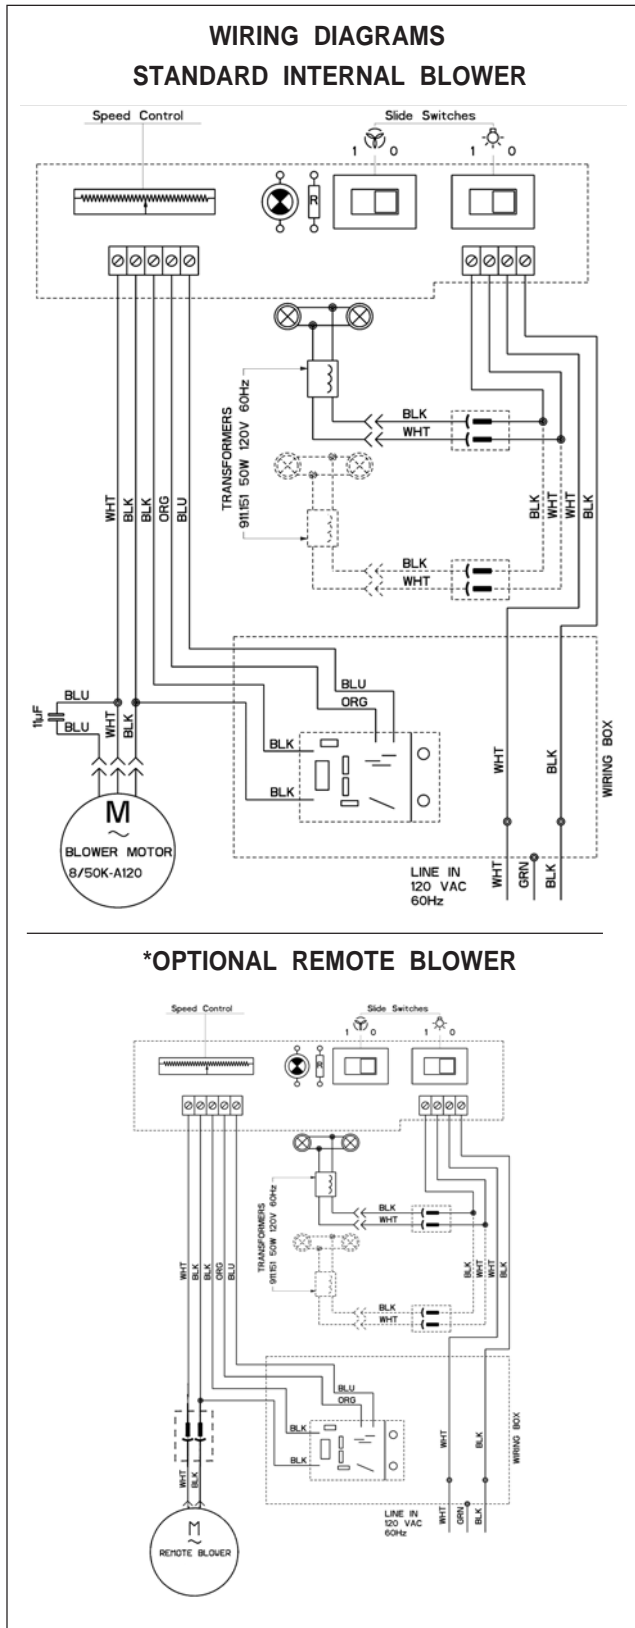 WIRING DIAGRAMS
STANDARD INTERNAL BLOWER
Speed Control
Slide Switches
1 0
1 0
R
TRANSFORMERS
911.151 50W 120V 60Hz
BLK
WHT
BLK
WHT
WHT
BLK
BLK
WHT
WHT
BLK
BLK
ORG
BLU
BLU
ORG
BLK
BLK
11µF
BLU
BLU
WHT
BLK
M
~
BLOWER MOTOR
8/50K-A120
WHT
BLK
WIRING BOX
LINE IN
120 VAC
60Hz
WHT
GRN
BLK
*OPTIONAL REMOTE BLOWER
Speed Control
Slide Switches
1 0
1 0
R
TRANSFORMERS
911.151 50W 120V 60Hz
BLK
WHT
BLK
WHT
WHT
BLK
BLK
WHT
WHT
BLK
BLK
ORG
BLU
BLU
ORG
BLK
BLK
WHT
BLK
M
~
REMOTE BLOWER
WHT
BLK
WIRING BOX
LINE IN
120 VAC
60Hz
WHT
GRN
BLK